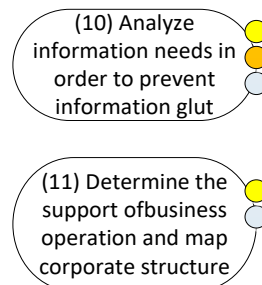 (10) Analyze
information needs in
order to prevent
information glut
(11) Determine the
support ofbusiness
operation and map
corporate structure